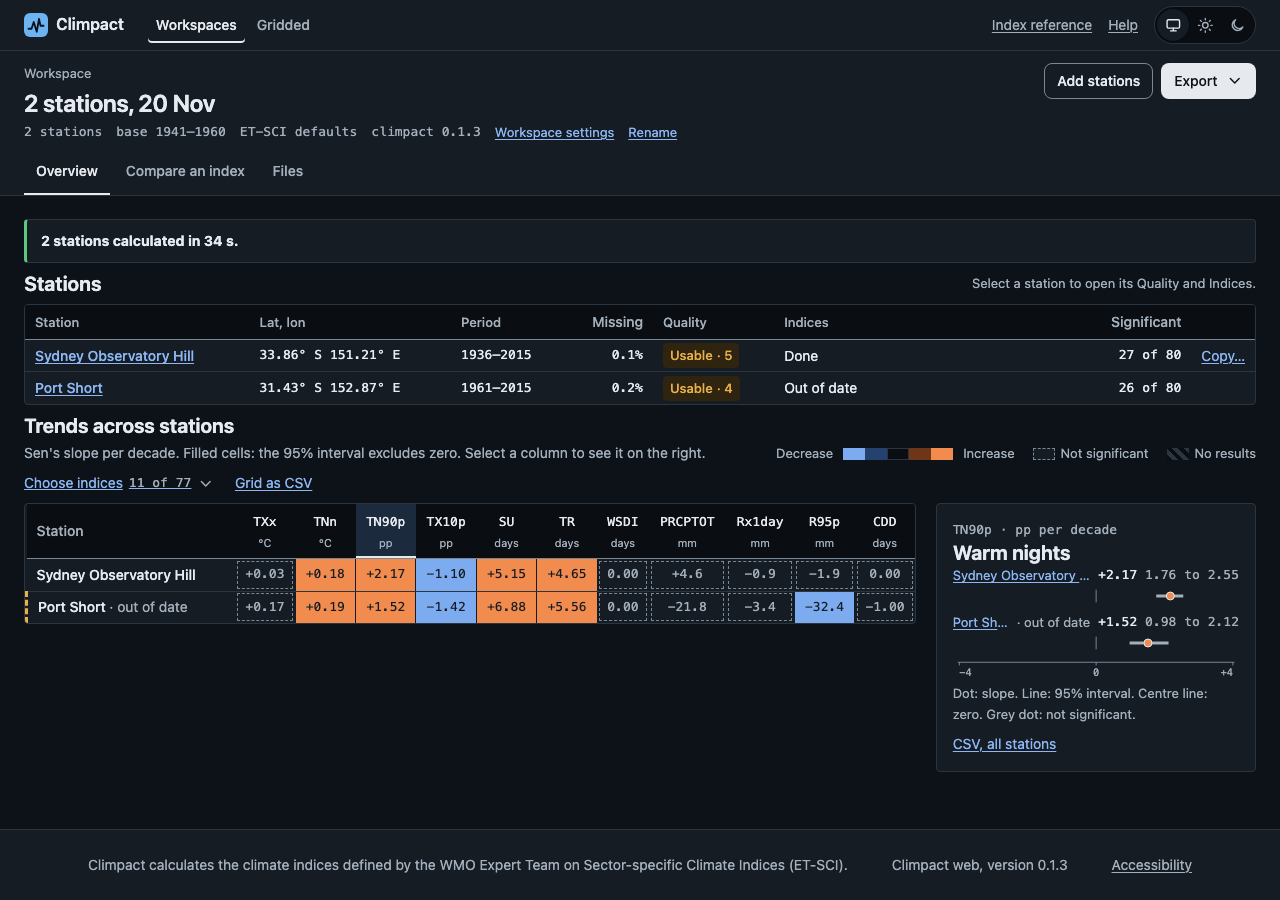 Climpact
Workspaces
Gridded
Index reference
Help
Workspace
2 stations, 20 Nov
Add stations
Export
2 stations base 1941–1960 ET-SCI defaults climpact 0.1.3 Workspace settings Rename
Overview
Compare an index
Files
2 stations calculated in 34 s.
Stations
Select a station to open its Quality and Indices.
Station Lat, lon Period Missing Quality Indices Significant
Sydney Observatory Hill 33.86° S 151.21° E 1936–2015 0.1% Usable · 5 Done 27 of 80 Copy…
Port Short 31.43° S 152.87° E 1961–2015 0.2% Usable · 4 Out of date 26 of 80
Trends across stations
Sen's slope per decade. Filled cells: the 95% interval excludes zero. Select a column to see it on the right.
Decrease Increase Not significant No results
Choose indices 11 of 77 Grid as CSV
Station TXx TNn TN90p TX10p SU TR WSDI PRCPTOT Rx1day R95p CDD
°C °C pp pp days days days mm mm mm days
Sydney Observatory Hill +0.03 +0.18 +2.17 −1.10 +5.15 +4.65 0.00 +4.6 −0.9 −1.9 0.00
Port Short · out of date +0.17 +0.19 +1.52 −1.42 +6.88 +5.56 0.00 −21.8 −3.4 −32.4 −1.00
TN90p · pp per decade
Warm nights
Sydney Observatory … +2.17 1.76 to 2.55
Port Sh… · out of date +1.52 0.98 to 2.12
−4 0 +4
Dot: slope. Line: 95% interval. Centre line:
zero. Grey dot: not significant.
CSV, all stations
Climpact calculates the climate indices defined by the WMO Expert Team on Sector-specific Climate Indices (ET-SCI).
Climpact web, version 0.1.3
Accessibility